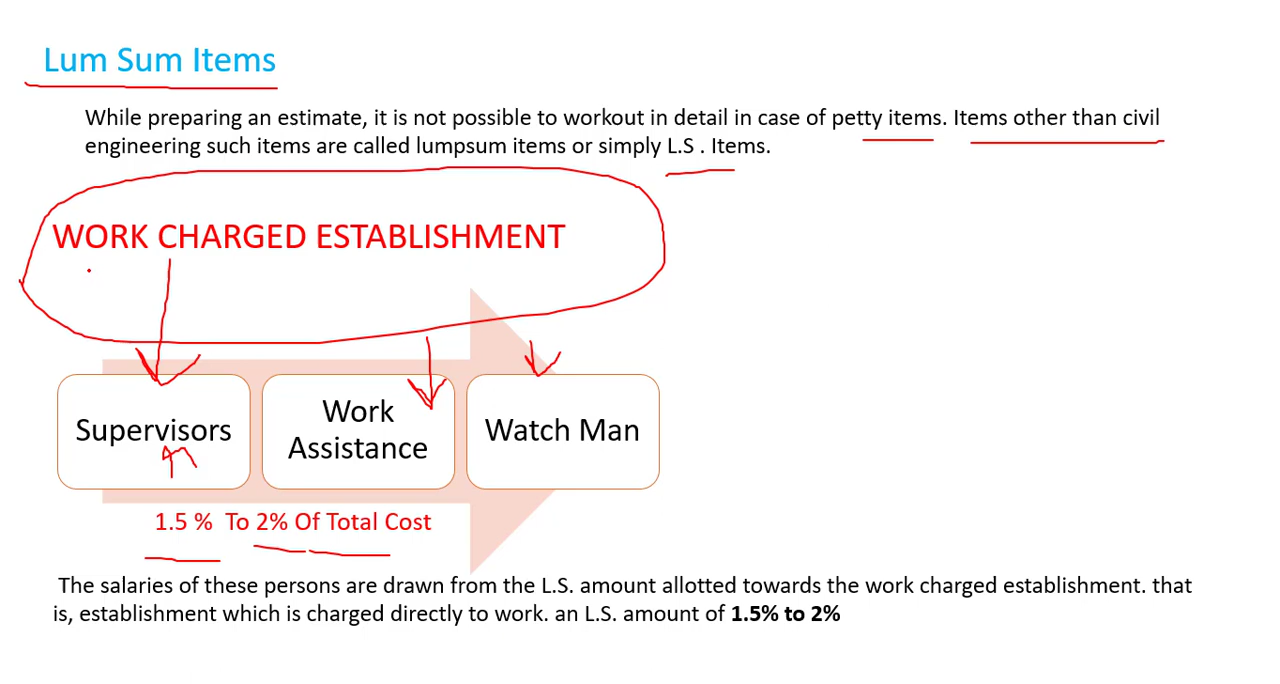 Lum Sum Items
While preparing an estimate, it is not possible to workout in detail in case of petty items. Items other than civil
engineering such items are called lumpsum items or simply L.S . Items.
WORK CHARGED ESTABLISHMENT
Supervisors
Work
Assistance
Watch Man
1.5 %  To 2% Of Total Cost
The salaries of these persons are drawn from the L.S. amount allotted towards the work charged establishment. that
is, establishment which is charged directly to work. an L.S. amount of 1.5% to 2%